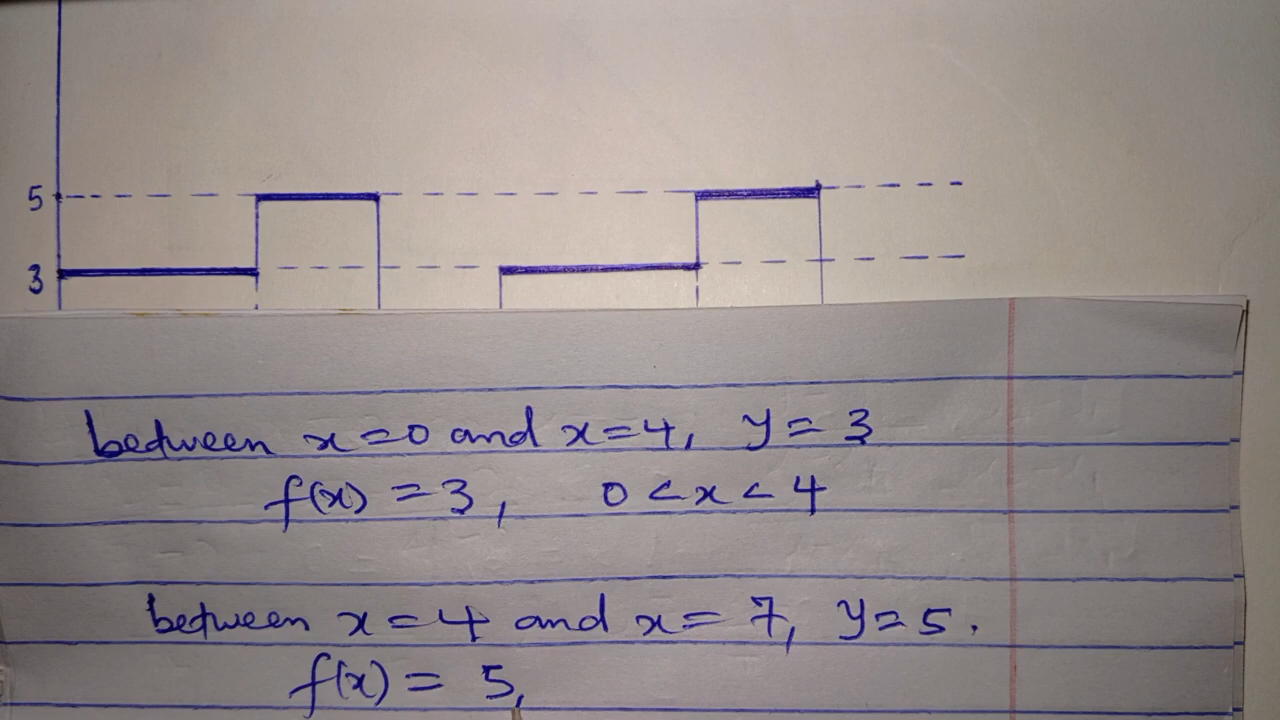 5
3
between x=0 and x=4, y=3
f(x) = 3, 0<x<4
between x=4 and x=7, y=5.
f(x) = 5,